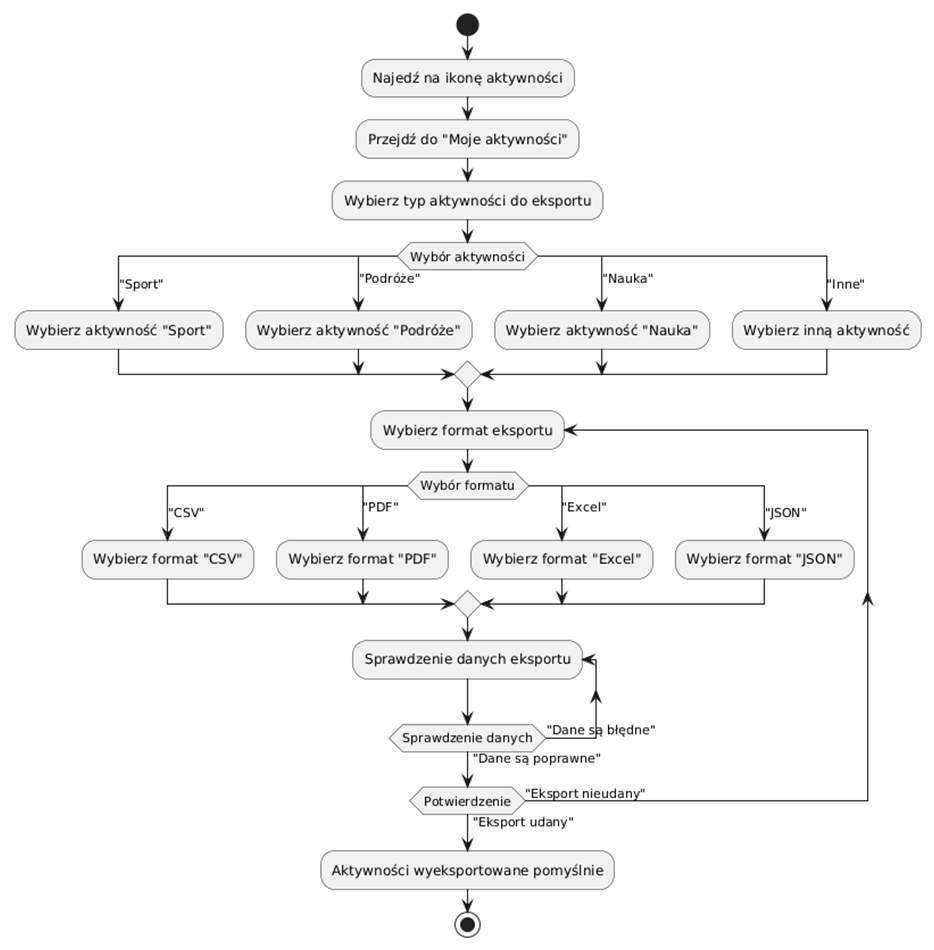 Najedź na ikonę aktywności
Przejdź do "Moje aktywności"
Wybierz typ aktywności do eksportu
Wybór aktywności
"Sport"
"Podróże"
"Nauka"
"Inne"
Wybierz aktywność "Sport"
Wybierz aktywność "Podróże"
Wybierz aktywność "Nauka"
Wybierz inną aktywność
Wybierz format eksportu
Wybór formatu
"CSV"
"PDF"
"Excel"
"JSON"
Wybierz format "CSV"
Wybierz format "PDF"
Wybierz format "Excel"
Wybierz format "JSON"
Sprawdzenie danych eksportu
Sprawdzenie danych
"Dane są błędne"
"Dane są poprawne"
Potwierdzenie
"Eksport nieudany"
"Eksport udany"
Aktywności wyeksportowane pomyślnie